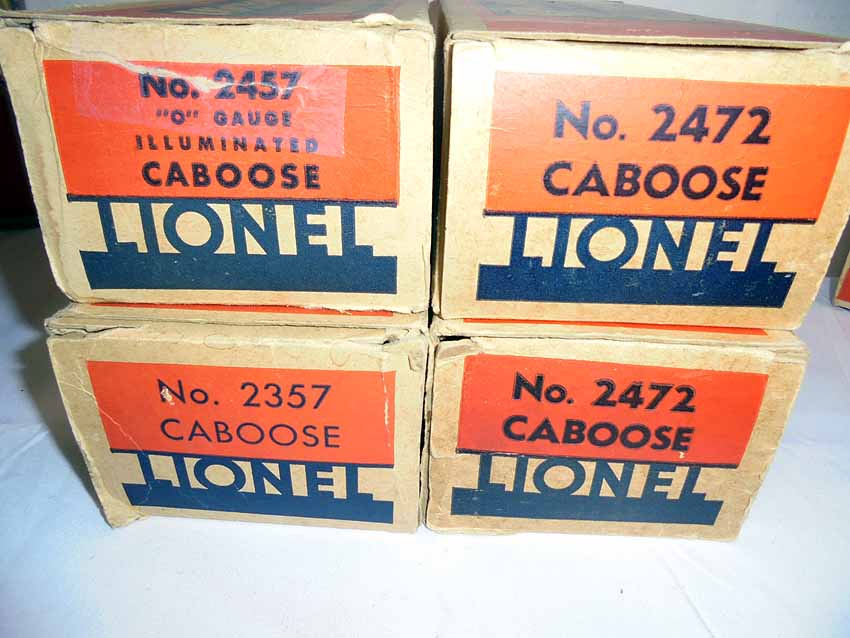 No. 2457
"O" GAUGE
ILLUMINATED
CABOOSE
LIONEL
No. 2472
CABOOSE
LIONEL
No. 2357
CABOOSE
LIONEL
No. 2472
CABOOSE
LIONEL